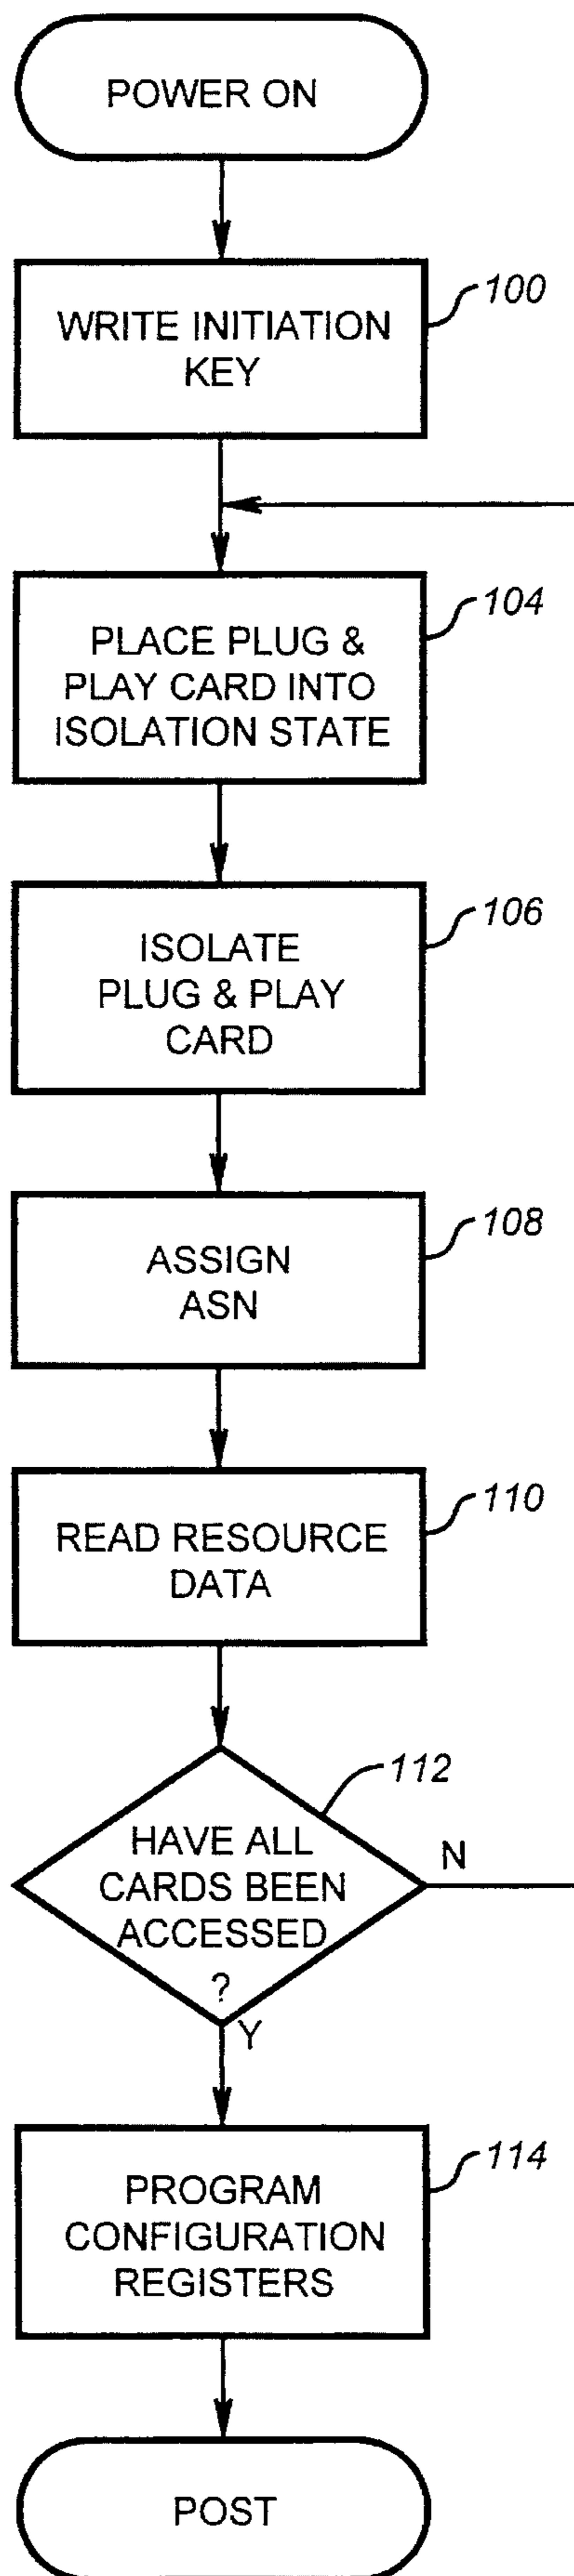 POWER ON
100
WRITE INITIATION
KEY
104
PLACE PLUG &
PLAY CARD INTO
ISOLATION STATE
106
ISOLATE
PLUG & PLAY
CARD
108
ASSIGN
ASN
110
READ RESOURCE
DATA
112
HAVE ALL
CARDS BEEN
ACCESSED
?
N
Y
114
PROGRAM
CONFIGURATION
REGISTERS
POST